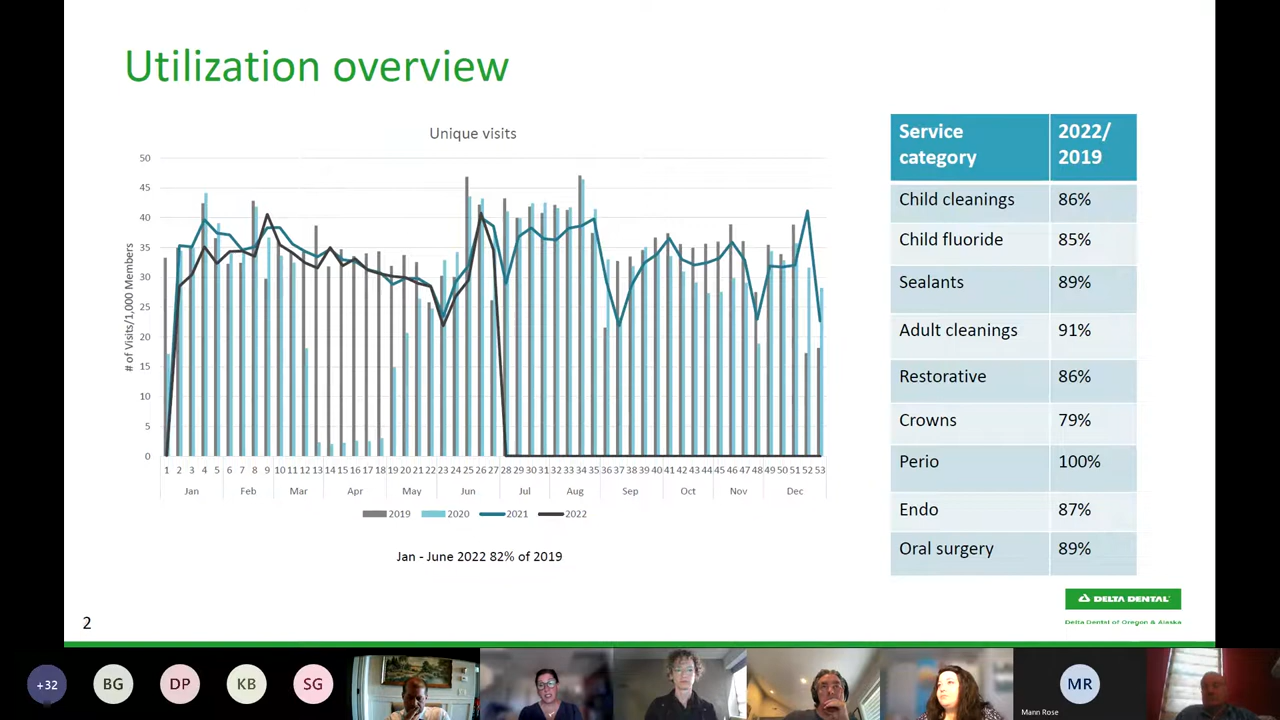 Utilization overview
Unique visits
# of Visits/1,000 Members
50
45
40
35
30
25
20
15
10
5
0
1 2 3 4 5 6 7 8 9 10 11 12 13 14 15 16 17 18 19 20 21 22 23 24 25 26 27 28 29 30 31 32 33 34 35 36 37 38 39 40 41 42 43 44 45 46 47 48 49 50 51 52 53
Jan Feb Mar Apr May Jun Jul Aug Sep Oct Nov Dec
2019 2020 2021 2022
Jan - June 2022 82% of 2019
Service category 2022/ 2019
Child cleanings 86%
Child fluoride 85%
Sealants 89%
Adult cleanings 91%
Restorative 86%
Crowns 79%
Perio 100%
Endo 87%
Oral surgery 89%
DELTA DENTAL
Delta Dental of Oregon & Alaska
2
+32 BG DP KB SG MR
Mann Rose